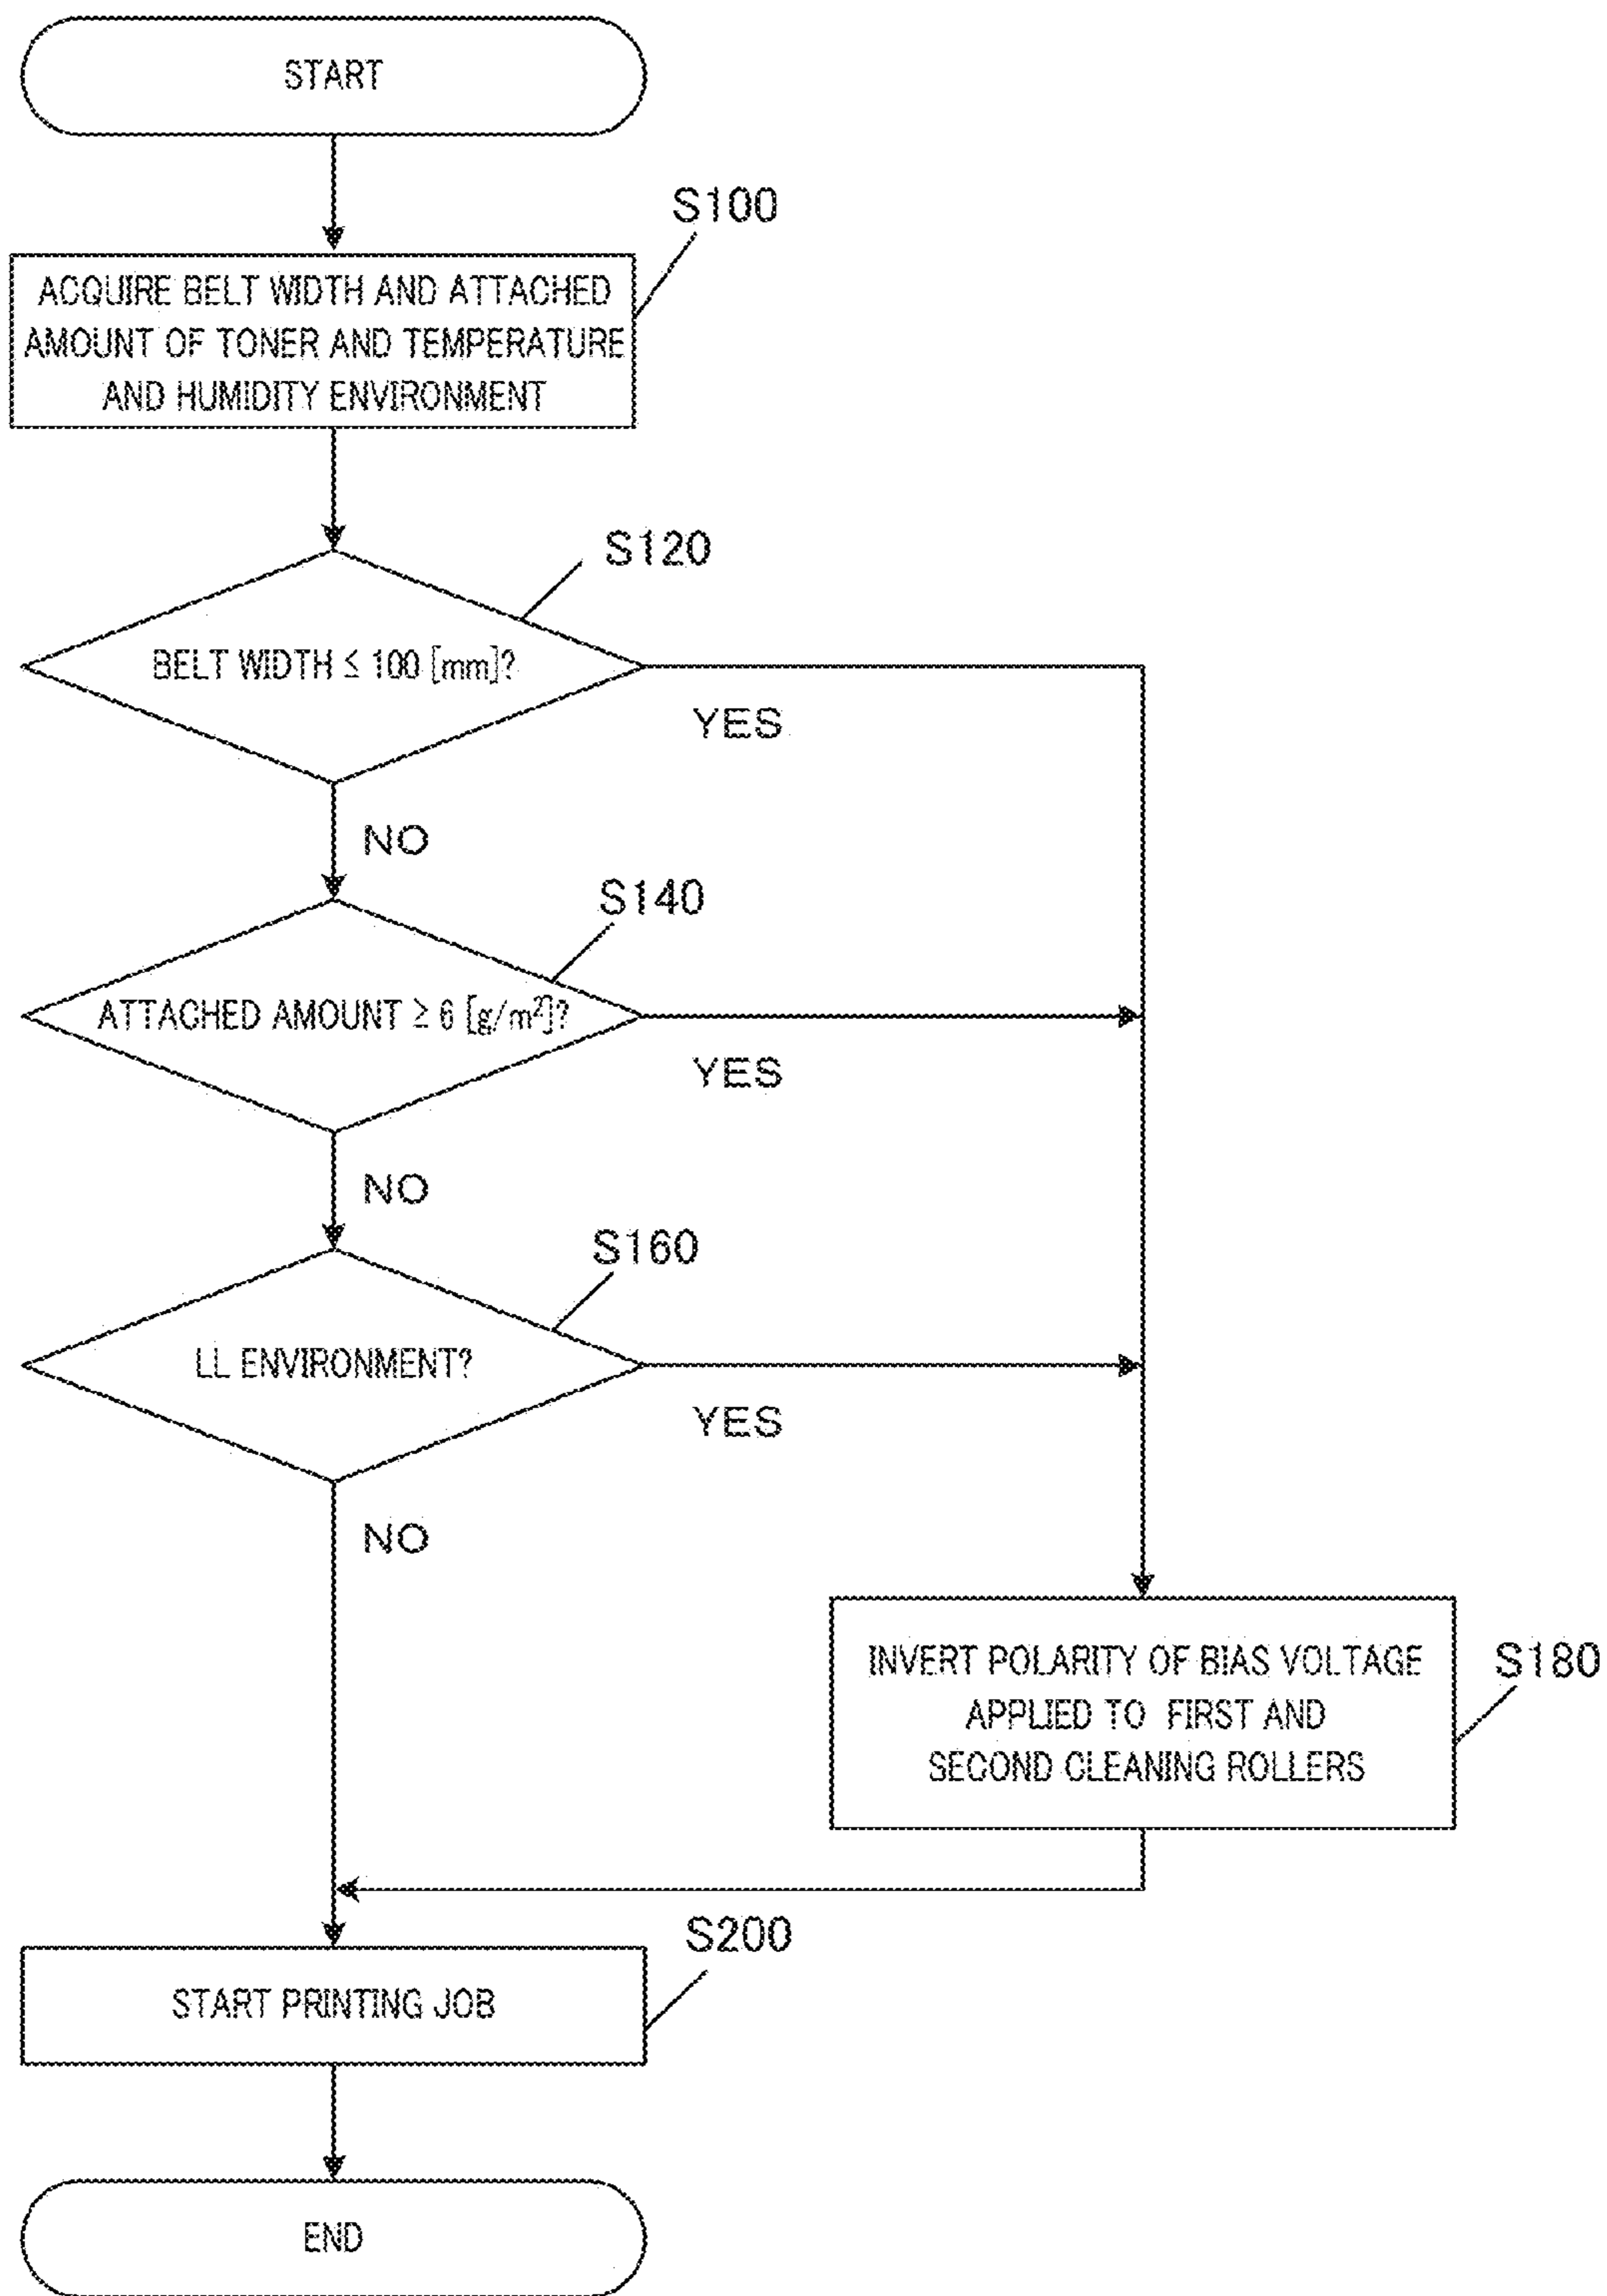 START
S100
ACQUIRE BELT WIDTH AND ATTACHED
AMOUNT OF TONER AND TEMPERATURE
AND HUMIDITY ENVIRONMENT
S120
BELT WIDTH ≤ 100 [mm]?
YES
NO
S140
ATTACHED AMOUNT ≥ 6 [g/m²]?
YES
NO
S160
LL ENVIRONMENT?
YES
NO
INVERT POLARITY OF BIAS VOLTAGE
APPLIED TO FIRST AND
SECOND CLEANING ROLLERS
S180
S200
START PRINTING JOB
END